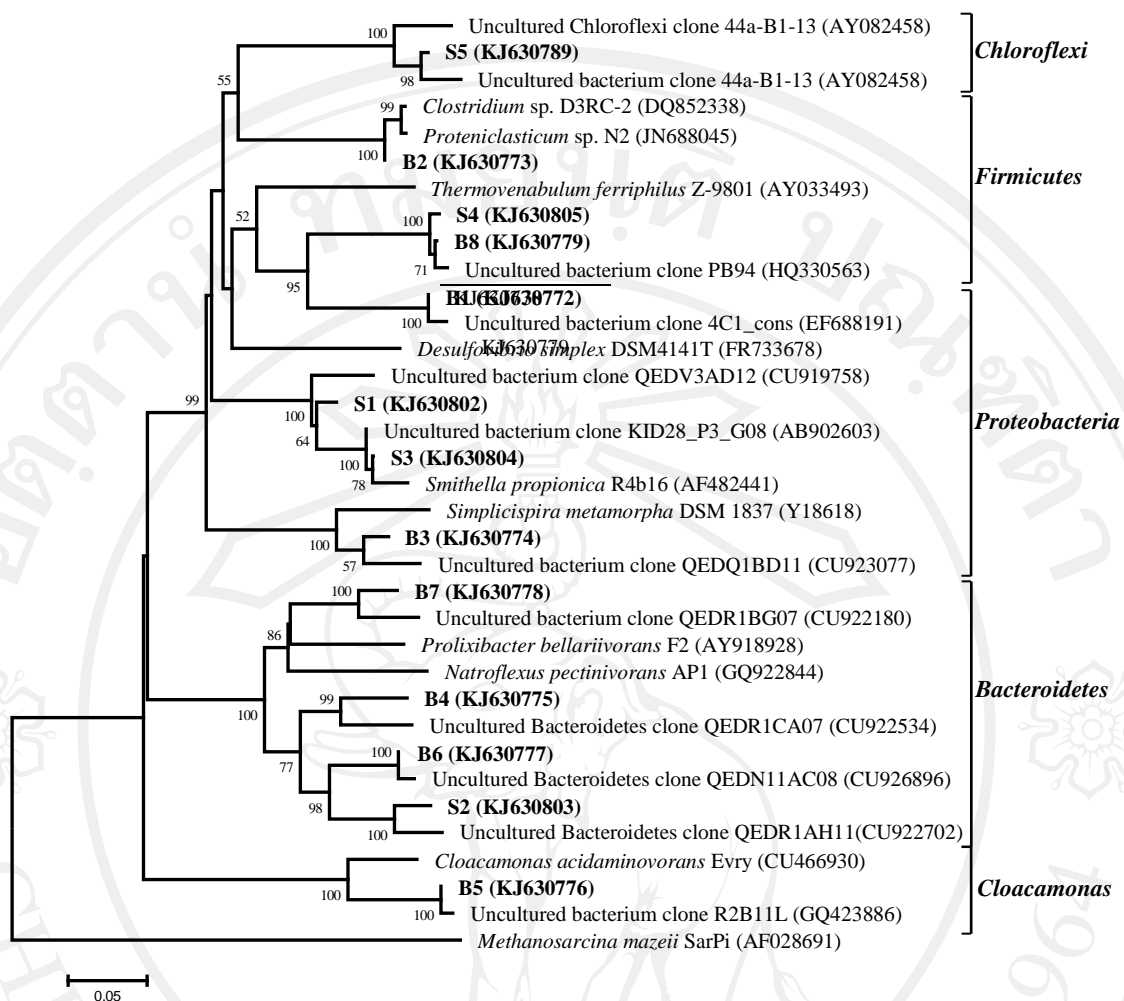 Uncultured Chloroflexi clone 44a-B1-13 (AY082458)
100
S5 (KJ630789)
Chloroflexi
55
98
Uncultured bacterium clone 44a-B1-13 (AY082458)
99
Clostridium sp. D3RC-2 (DQ852338)
Proteniclasticum sp. N2 (JN688045)
100
B2 (KJ630773)
Firmicutes
Thermovenabulum ferriphilus Z-9801 (AY033493)
52
100
S4 (KJ630805)
B8 (KJ630779)
71
Uncultured bacterium clone PB94 (HQ330563)
95
(KJ630772)
100
Uncultured bacterium clone 4C1_cons (EF688191)
KJ630779
Desulfovibrio simplex DSM4141T (FR733678)
Uncultured bacterium clone QEDV3AD12 (CU919758)
99
100
S1 (KJ630802)
Proteobacteria
64
Uncultured bacterium clone KID28_P3_G08 (AB902603)
100
S3 (KJ630804)
78
Smithella propionica R4b16 (AF482441)
Simplicispira metamorpha DSM 1837 (Y18618)
100
B3 (KJ630774)
57
Uncultured bacterium clone QEDQ1BD11 (CU923077)
100
B7 (KJ630778)
Uncultured bacterium clone QEDR1BG07 (CU922180)
86
Prolixibacter bellariivorans F2 (AY918928)
Natroflexus pectinivorans AP1 (GQ922844)
100
99
B4 (KJ630775)
Bacteroidetes
Uncultured Bacteroidetes clone QEDR1CA07 (CU922534)
100
B6 (KJ630777)
77
Uncultured Bacteroidetes clone QEDN11AC08 (CU926896)
98
S2 (KJ630803)
100
Uncultured Bacteroidetes clone QEDR1AH11(CU922702)
Cloacamonas acidaminovorans Evry (CU466930)
100
B5 (KJ630776)
Cloacamonas
100
Uncultured bacterium clone R2B11L (GQ423886)
Methanosarcina mazeii SarPi (AF028691)
0.05